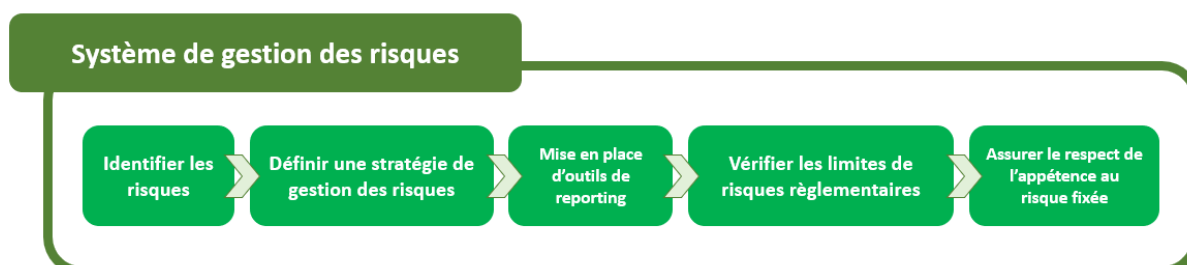 Système de gestion des risques
Identifier les
risques
Définir une stratégie de
gestion des risques
Mise en place
d'outils de
reporting
Vérifier les limites de
risques règlementaires
Assurer le respect de
l'appétence au
risque fixée